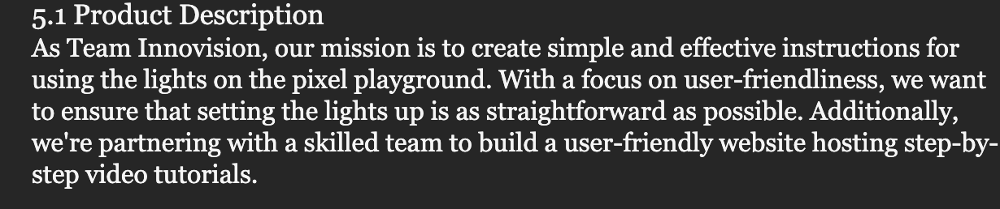 5.1 Product Description
As Team Innovision, our mission is to create simple and effective instructions for
using the lights on the pixel playground. With a focus on user-friendliness, we want
to ensure that setting the lights up is as straightforward as possible. Additionally,
we're partnering with a skilled team to build a user-friendly website hosting step-by-
step video tutorials.